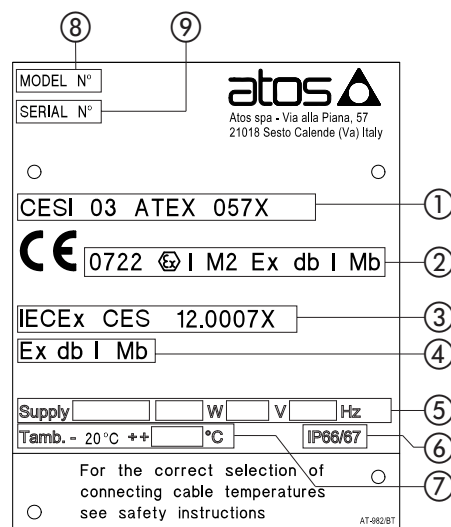 ⑧ ⑨
MODEL N°
SERIAL N°
atos
Atos spa - Via alla Piana, 57
21018 Sesto Calende (Va) Italy
CESI 03 ATEX 057X ①
CE 0722 Ex I M2 Ex db I Mb ②
IECEx CES 12.0007X ③
Ex db I Mb ④
Supply W V Hz ⑤
Tamb. - 20°C ++ °C IP66/67 ⑥
⑦
For the correct selection of
connecting cable temperatures
see safety instructions
AT-982/BT